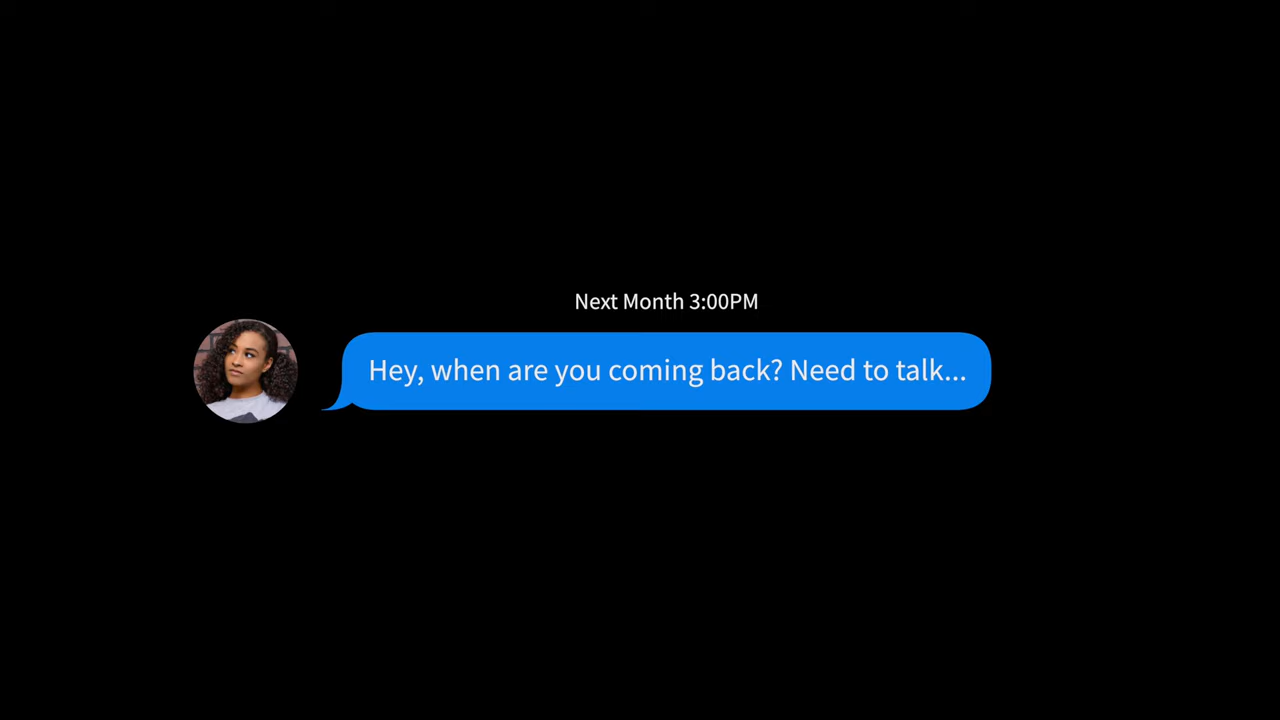 Next Month 3:00PM
Hey, when are you coming back? Need to talk...